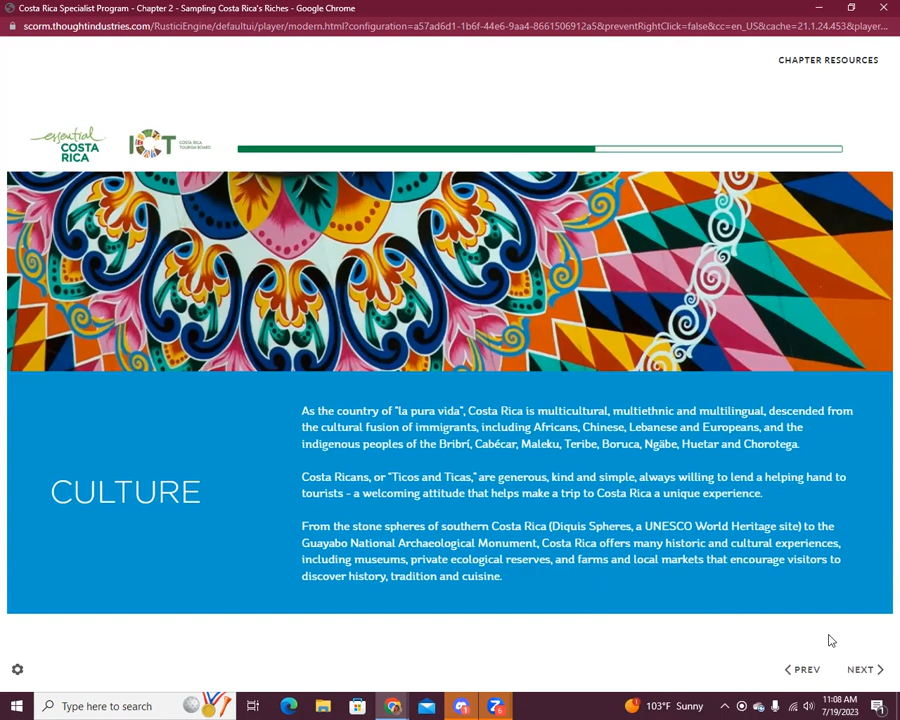 Costa Rica Specialist Program - Chapter 2 - Sampling Costa Rica's Riches - Google Chrome
scorm.thoughtindustries.com/RusticiEngine/defaultui/player/modern.html?configuration=a57ad6d1-1b6f-44e6-9aa4-8661506912a5&preventRightClick=false&cc=en_US&cache=21.1.24.453&player...
CHAPTER RESOURCES
essential
COSTA
RICA
ICT
COSTA RICA
TOURISM BOARD
CULTURE
As the country of "la pura vida", Costa Rica is multicultural, multiethnic and multilingual, descended from
the cultural fusion of immigrants, including Africans, Chinese, Lebanese and Europeans, and the
indigenous peoples of the Bribrí, Cabécar, Maleku, Teribe, Boruca, Ngäbe, Huetar and Chorotega.
Costa Ricans, or "Ticos and Ticas," are generous, kind and simple, always willing to lend a helping hand to
tourists - a welcoming attitude that helps make a trip to Costa Rica a unique experience.
From the stone spheres of southern Costa Rica (Diquis Spheres, a UNESCO World Heritage site) to the
Guayabo National Archaeological Monument, Costa Rica offers many historic and cultural experiences,
including museums, private ecological reserves, and farms and local markets that encourage visitors to
discover history, tradition and cuisine.
PREV
NEXT
Type here to search
103°F Sunny
11:08 AM
7/19/2023